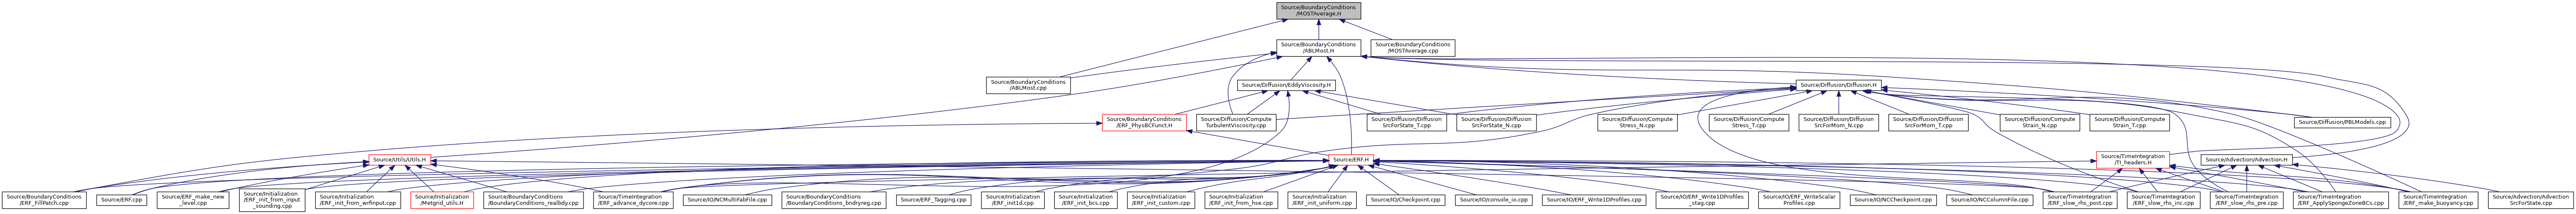 Source/BoundaryConditions
/MOSTAverage.H
Source/BoundaryConditions
/ABLMost.H
Source/BoundaryConditions
/MOSTAverage.cpp
Source/BoundaryConditions
/ABLMost.cpp
Source/Diffusion/EddyViscosity.H
Source/Diffusion/Diffusion.H
Source/BoundaryConditions
/ERF_PhysBCFunct.H
Source/Diffusion/Compute
TurbulentViscosity.cpp
Source/Diffusion/Diffusion
SrcForState_T.cpp
Source/Diffusion/Diffusion
SrcForState_N.cpp
Source/Diffusion/Compute
Stress_N.cpp
Source/Diffusion/Compute
Stress_T.cpp
Source/Diffusion/Diffusion
SrcForMom_N.cpp
Source/Diffusion/Diffusion
SrcForMom_T.cpp
Source/Diffusion/Compute
Strain_N.cpp
Source/Diffusion/Compute
Strain_T.cpp
Source/Diffusion/PBLModels.cpp
Source/Utils/Utils.H
Source/ERF.H
Source/TimeIntegration
/TI_headers.H
Source/Advection/Advection.H
Source/BoundaryConditions
/ERF_FillPatch.cpp
Source/ERF.cpp
Source/ERF_make_new
_level.cpp
Source/Initialization
/ERF_init_from_input
_sounding.cpp
Source/Initialization
/ERF_init_from_wrfinput.cpp
Source/Initialization
/Metgrid_utils.H
Source/BoundaryConditions
/BoundaryConditions_realbdy.cpp
Source/TimeIntegration
/ERF_advance_dycore.cpp
Source/IO/NCMultiFabFile.cpp
Source/BoundaryConditions
/BoundaryConditions_bndryreg.cpp
Source/ERF_Tagging.cpp
Source/Initialization
/ERF_init1d.cpp
Source/Initialization
/ERF_init_bcs.cpp
Source/Initialization
/ERF_init_custom.cpp
Source/Initialization
/ERF_init_from_hse.cpp
Source/Initialization
/ERF_init_uniform.cpp
Source/IO/Checkpoint.cpp
Source/IO/console_io.cpp
Source/IO/ERF_Write1DProfiles.cpp
Source/IO/ERF_Write1DProfiles
_stag.cpp
Source/IO/ERF_WriteScalar
Profiles.cpp
Source/IO/NCCheckpoint.cpp
Source/IO/NCColumnFile.cpp
Source/TimeIntegration
/ERF_slow_rhs_post.cpp
Source/TimeIntegration
/ERF_slow_rhs_inc.cpp
Source/TimeIntegration
/ERF_slow_rhs_pre.cpp
Source/TimeIntegration
/ERF_ApplySpongeZoneBCs.cpp
Source/TimeIntegration
/ERF_make_buoyancy.cpp
Source/Advection/Advection
SrcForState.cpp